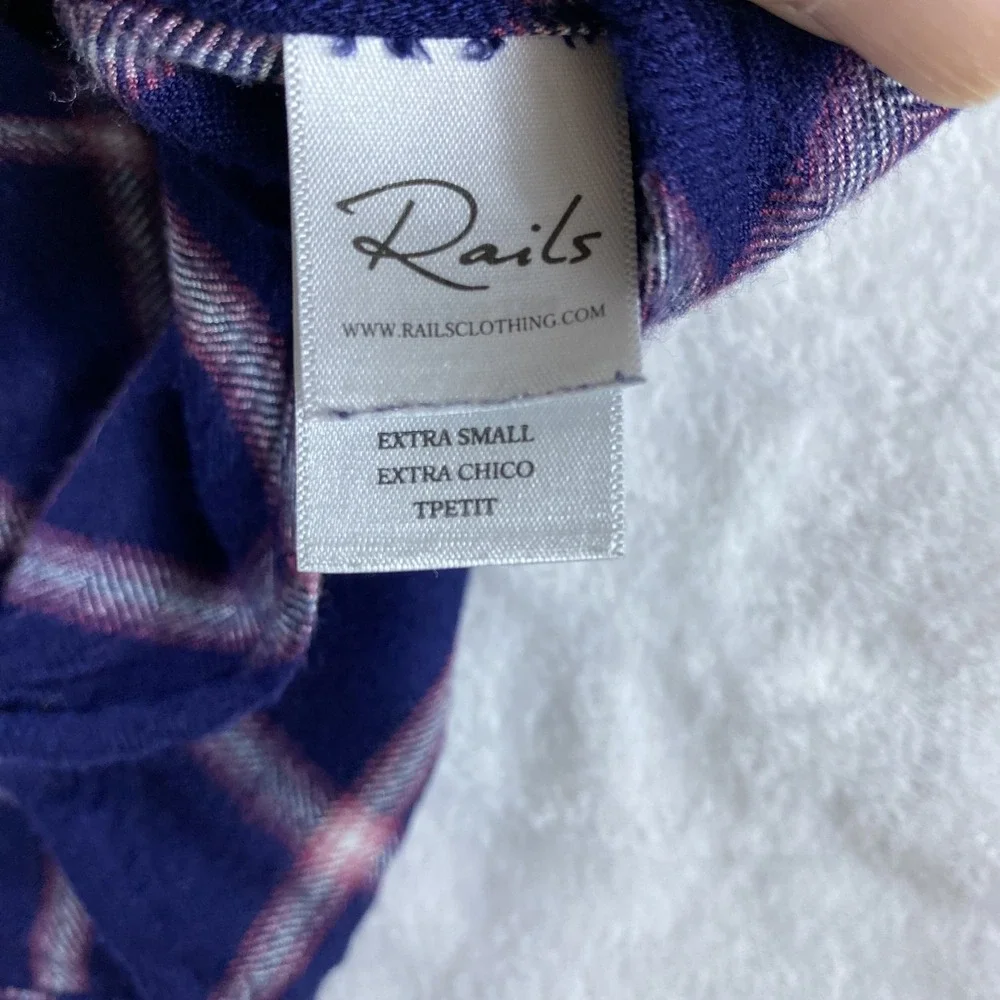 Rails
WWW.RAILSCLOTHING.COM
EXTRA SMALL
EXTRA CHICO
TPETIT